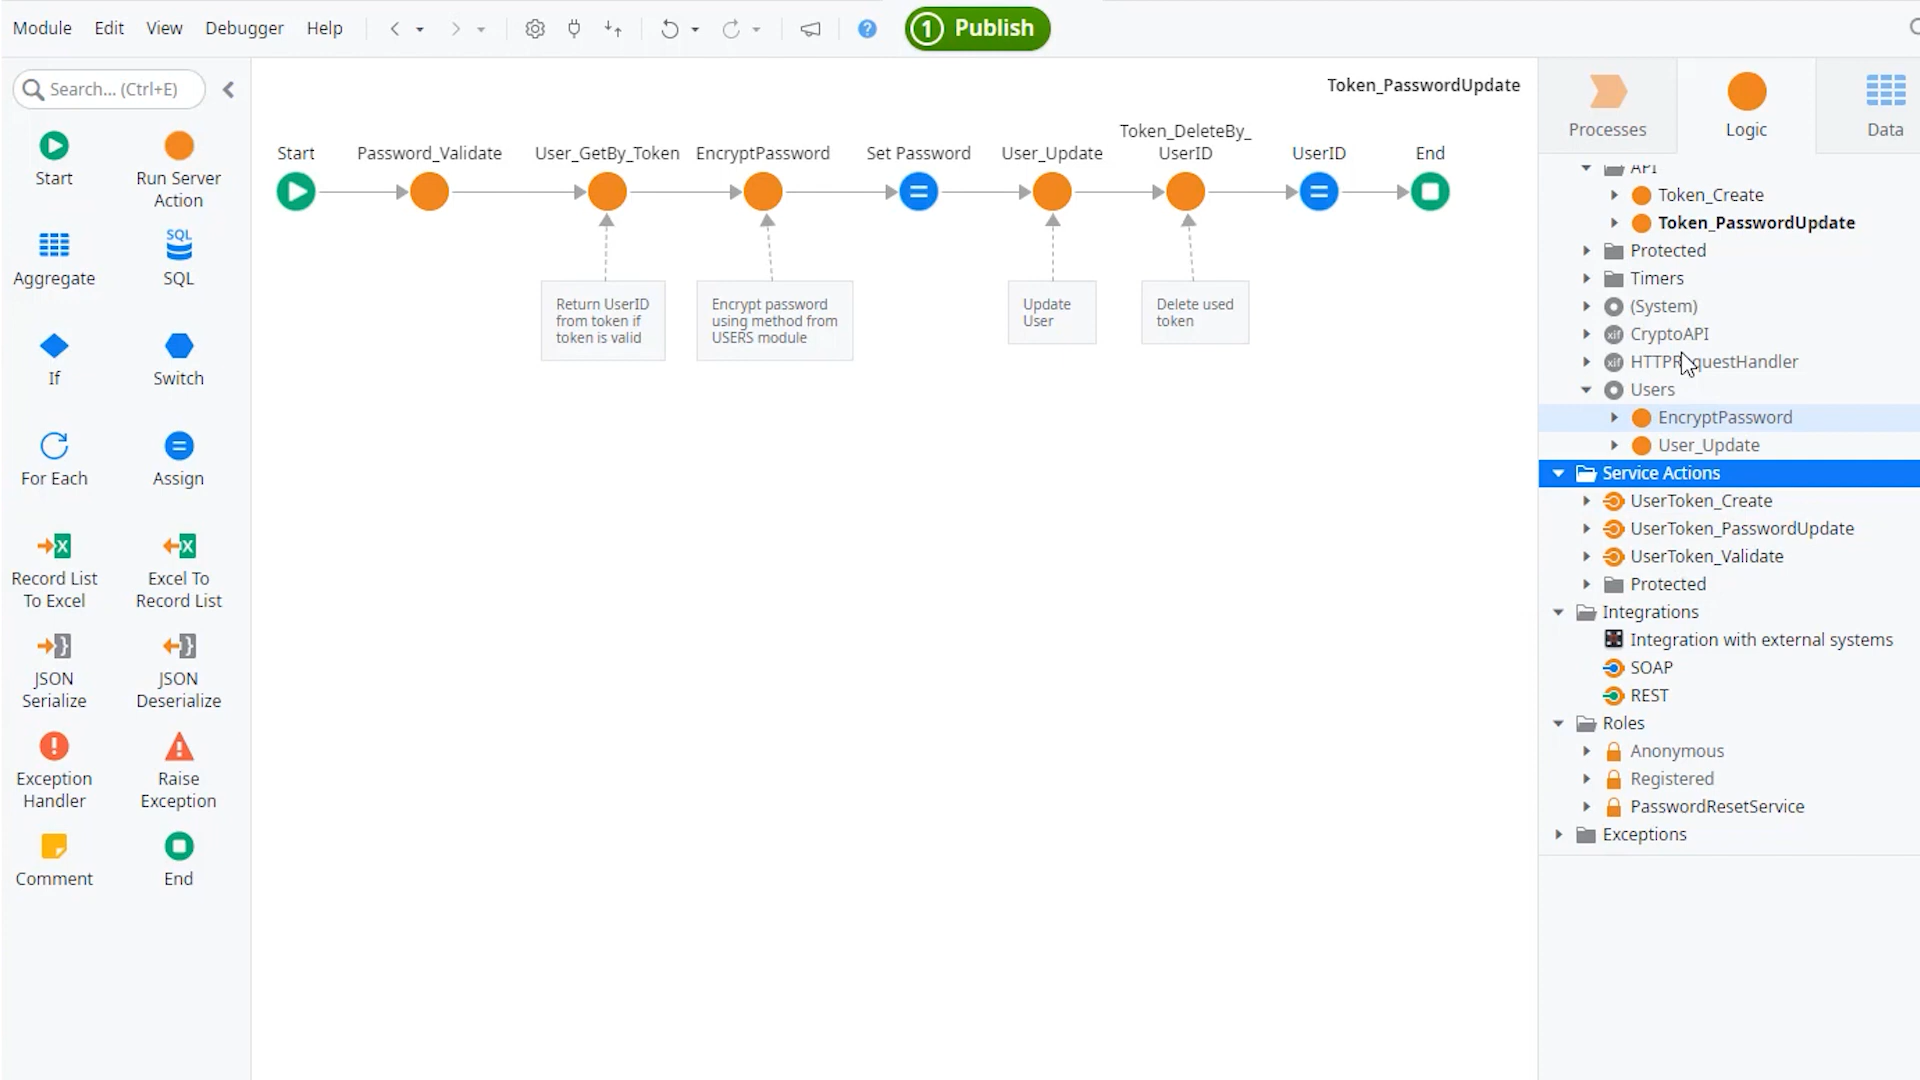 Module Edit View Debugger Help
1 Publish
Search... (Ctrl+E)
Start
Run Server
Action
Aggregate
SQL
SQL
If
Switch
For Each
Assign
Record List
To Excel
Excel To
Record List
JSON
Serialize
JSON
Deserialize
Exception
Handler
Raise
Exception
Comment
End
Token_PasswordUpdate
Start
Password_Validate
User_GetBy_Token
EncryptPassword
Set Password
User_Update
Token_DeleteBy_
UserID
UserID
End
Return UserID
from token if
token is valid
Encrypt password
using method from
USERS module
Update
User
Delete used
token
Processes
Logic
Data
API
Token_Create
Token_PasswordUpdate
Protected
Timers
(System)
xif CryptoAPI
xif HTTPRequestHandler
Users
EncryptPassword
User_Update
Service Actions
UserToken_Create
UserToken_PasswordUpdate
UserToken_Validate
Protected
Integrations
Integration with external systems
SOAP
REST
Roles
Anonymous
Registered
PasswordResetService
Exceptions